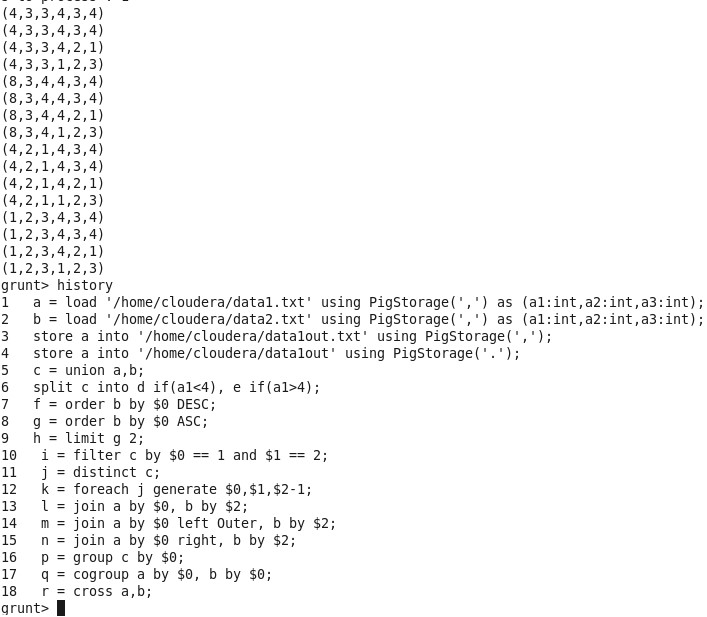 (4,3,3,4,3,4)
(4,3,3,4,3,4)
(4,3,3,4,2,1)
(4,3,3,1,2,3)
(8,3,4,4,3,4)
(8,3,4,4,3,4)
(8,3,4,4,2,1)
(8,3,4,1,2,3)
(4,2,1,4,3,4)
(4,2,1,4,3,4)
(4,2,1,4,2,1)
(4,2,1,1,2,3)
(1,2,3,4,3,4)
(1,2,3,4,3,4)
(1,2,3,4,2,1)
(1,2,3,1,2,3)
grunt> history
1   a = load '/home/cloudera/data1.txt' using PigStorage(',') as (a1:int,a2:int,a3:int);
2   b = load '/home/cloudera/data2.txt' using PigStorage(',') as (a1:int,a2:int,a3:int);
3   store a into '/home/cloudera/data1out.txt' using PigStorage(',');
4   store a into '/home/cloudera/data1out' using PigStorage('.');
5   c = union a,b;
6   split c into d if(a1<4), e if(a1>4);
7   f = order b by $0 DESC;
8   g = order b by $0 ASC;
9   h = limit g 2;
10   i = filter c by $0 == 1 and $1 == 2;
11   j = distinct c;
12   k = foreach j generate $0,$1,$2-1;
13   l = join a by $0, b by $2;
14   m = join a by $0 left Outer, b by $2;
15   n = join a by $0 right, b by $2;
16   p = group c by $0;
17   q = cogroup a by $0, b by $0;
18   r = cross a,b;
grunt>